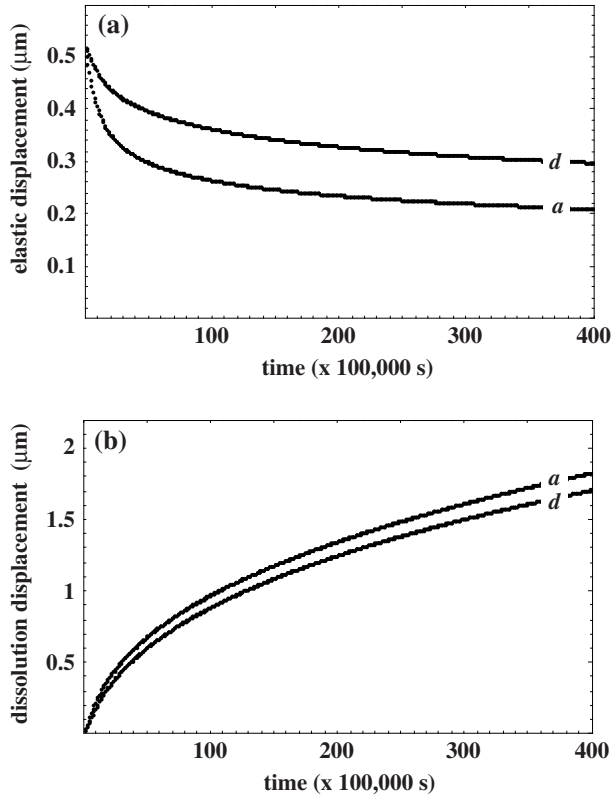 (a)
elastic displacement (μm)
0.5
0.4
0.3
0.2
0.1
d
a
100 200 300 400
time (x 100,000 s)
(b)
dissolution displacement (μm)
2
1.5
1
0.5
a
d
100 200 300 400
time (x 100,000 s)